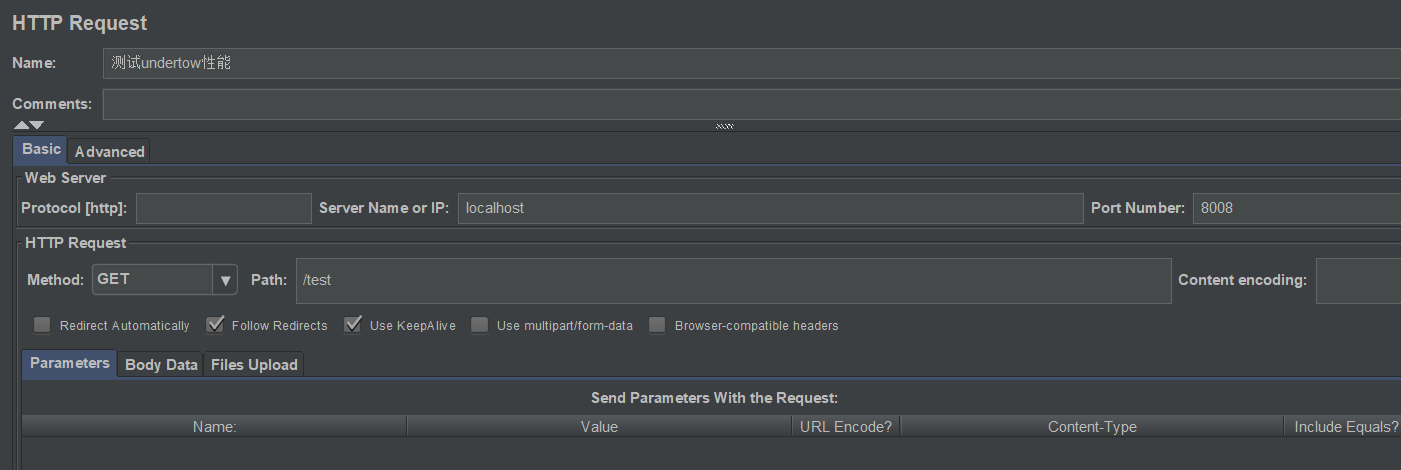 HTTP Request
Name: 测试undertow性能
Comments:
Basic Advanced
Web Server
Protocol [http]: Server Name or IP: localhost Port Number: 8008
HTTP Request
Method: GET Path: /test Content encoding:
Redirect Automatically Follow Redirects Use KeepAlive Use multipart/form-data Browser-compatible headers
Parameters Body Data Files Upload
Send Parameters With the Request:
Name: Value URL Encode? Content-Type Include Equals?